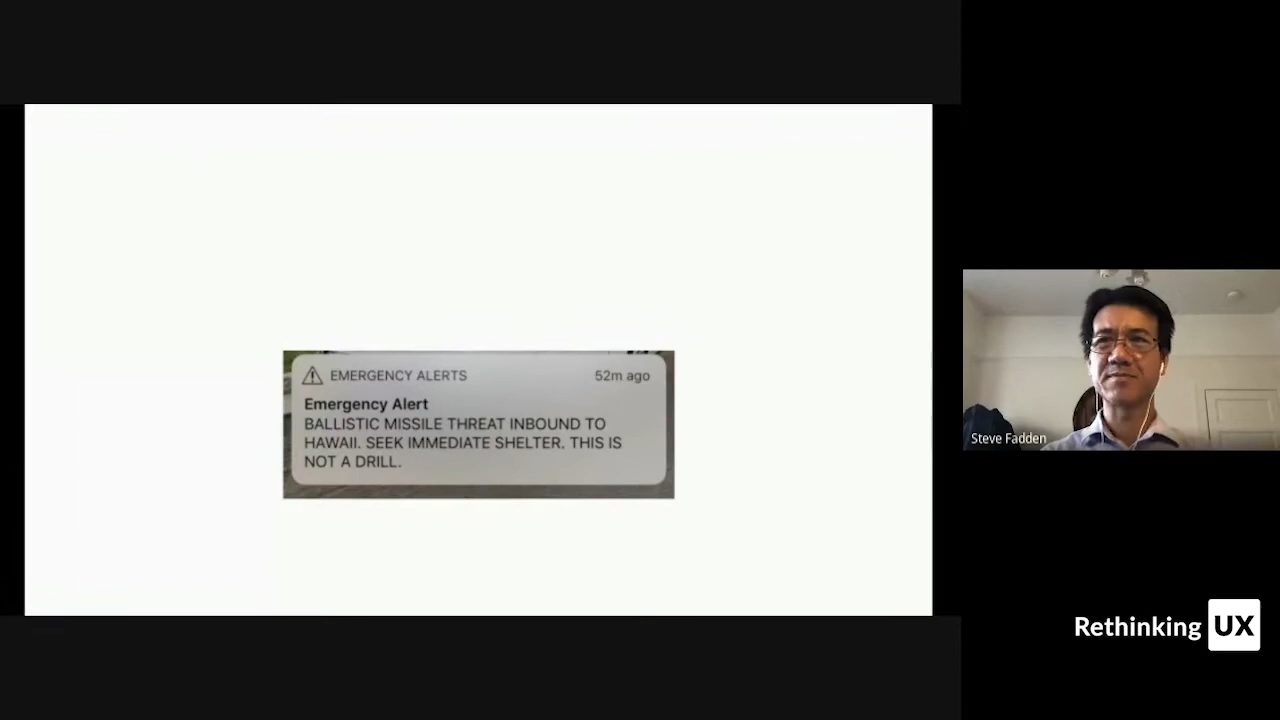 EMERGENCY ALERTS 52m ago
Emergency Alert
BALLISTIC MISSILE THREAT INBOUND TO
HAWAII. SEEK IMMEDIATE SHELTER. THIS IS
NOT A DRILL.
Steve Fadden
Rethinking UX